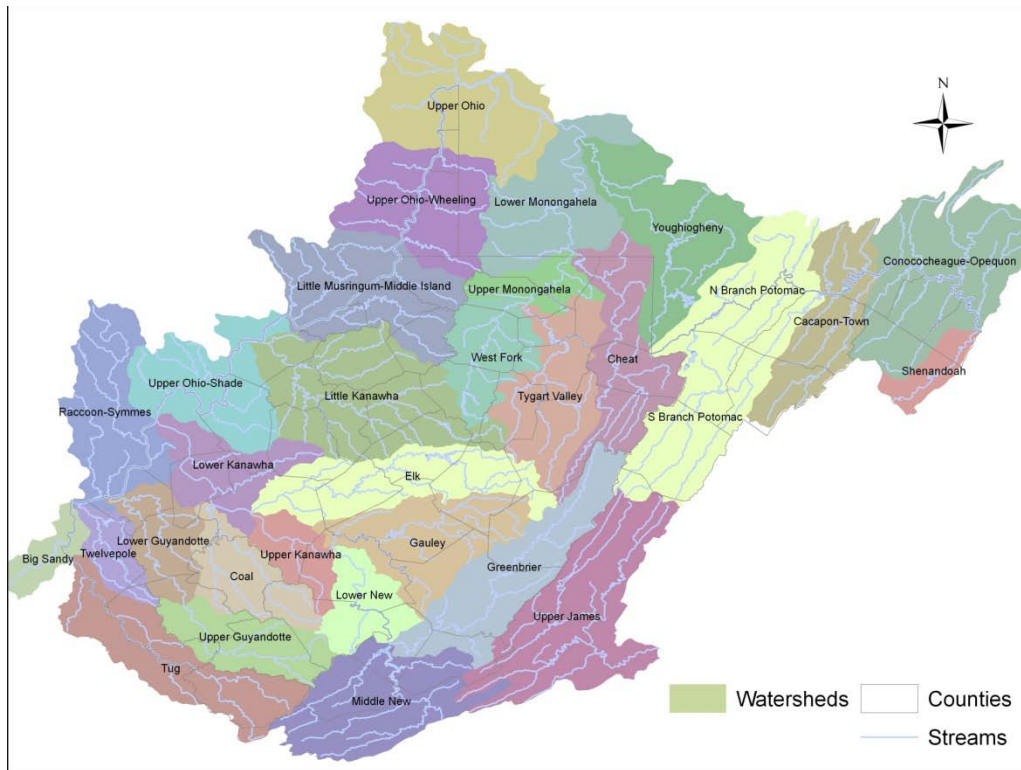 N
Upper Ohio
Upper Ohio-Wheeling
Lower Monongahela
Youghiogheny
Conococheague-Opequon
Little Musringum-Middle Island
Upper Monongahela
N Branch Potomac
Cacapon-Town
West Fork
Cheat
Upper Ohio-Shade
Shenandoah
Little Kanawha
Tygart Valley
Raccoon-Symmes
S Branch Potomac
Lower Kanawha
Elk
Lower Guyandotte
Gauley
Big Sandy
Twelvepole
Upper Kanawha
Greenbrier
Coal
Lower New
Upper James
Upper Guyandotte
Tug
Middle New
Watersheds
Counties
Streams